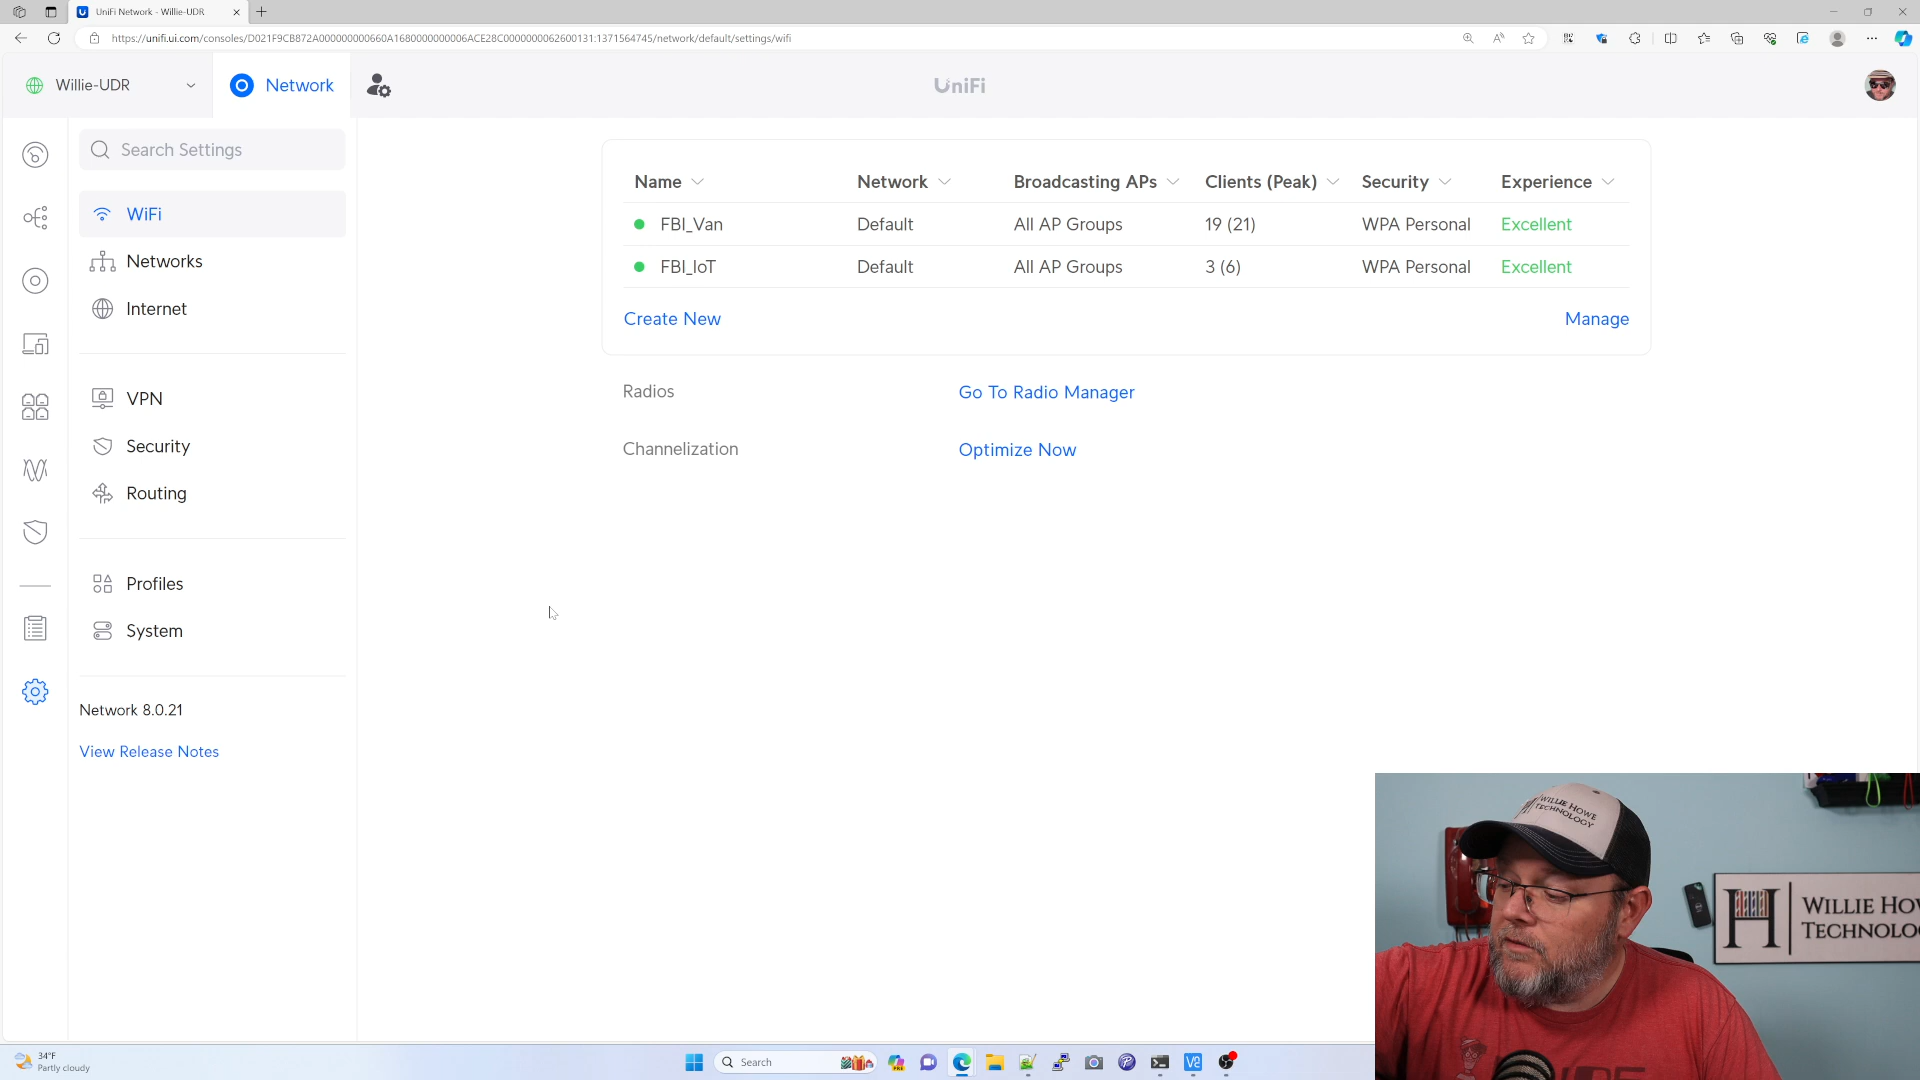 UniFi Network - Willie-UDR
https://unifi.ui.com/consoles/D021F9CB872A000000000660A1680000000006ACE28C0000000062600131:1371564745/network/default/settings/wifi
Willie-UDR
Network
UniFi
Search Settings
WiFi
Networks
Internet
VPN
Security
Routing
Profiles
System
Network 8.0.21
View Release Notes
Name Network Broadcasting APs Clients (Peak) Security Experience
FBI_Van Default All AP Groups 19 (21) WPA Personal Excellent
FBI_IoT Default All AP Groups 3 (6) WPA Personal Excellent
Create New Manage
Radios Go To Radio Manager
Channelization Optimize Now
WILLIE HOWE
TECHNOLOGY
H WILLIE HOW
TECHNOLO
34°F
Partly cloudy
Search